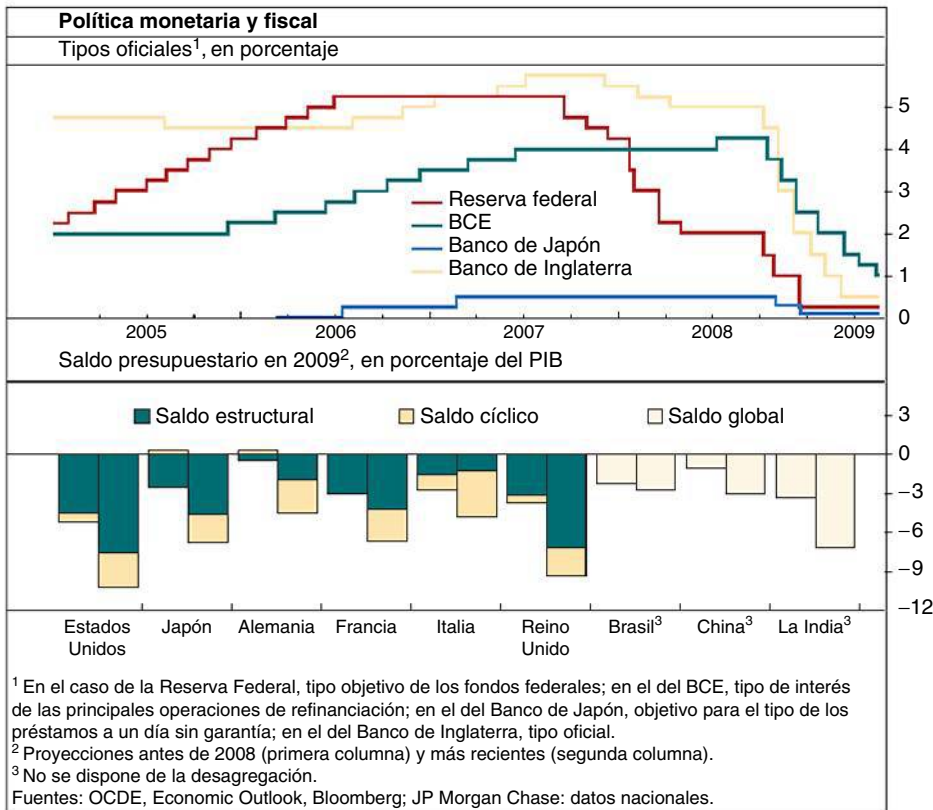 Política monetaria y fiscal
Tipos oficiales¹, en porcentaje
5
4
3
2
1
0
Reserva federal
BCE
Banco de Japón
Banco de Inglaterra
2005 2006 2007 2008 2009
Saldo presupuestario en 2009², en porcentaje del PIB
Saldo estructural Saldo cíclico Saldo global
3
0
−3
−6
−9
−12
Estados Japón Alemania Francia Italia Reino Brasil³ China³ La India³
Unidos Unido
¹ En el caso de la Reserva Federal, tipo objetivo de los fondos federales; en el del BCE, tipo de interés
de las principales operaciones de refinanciación; en el del Banco de Japón, objetivo para el tipo de los
préstamos a un día sin garantía; en el del Banco de Inglaterra, tipo oficial.
² Proyecciones antes de 2008 (primera columna) y más recientes (segunda columna).
³ No se dispone de la desagregación.
Fuentes: OCDE, Economic Outlook, Bloomberg; JP Morgan Chase: datos nacionales.